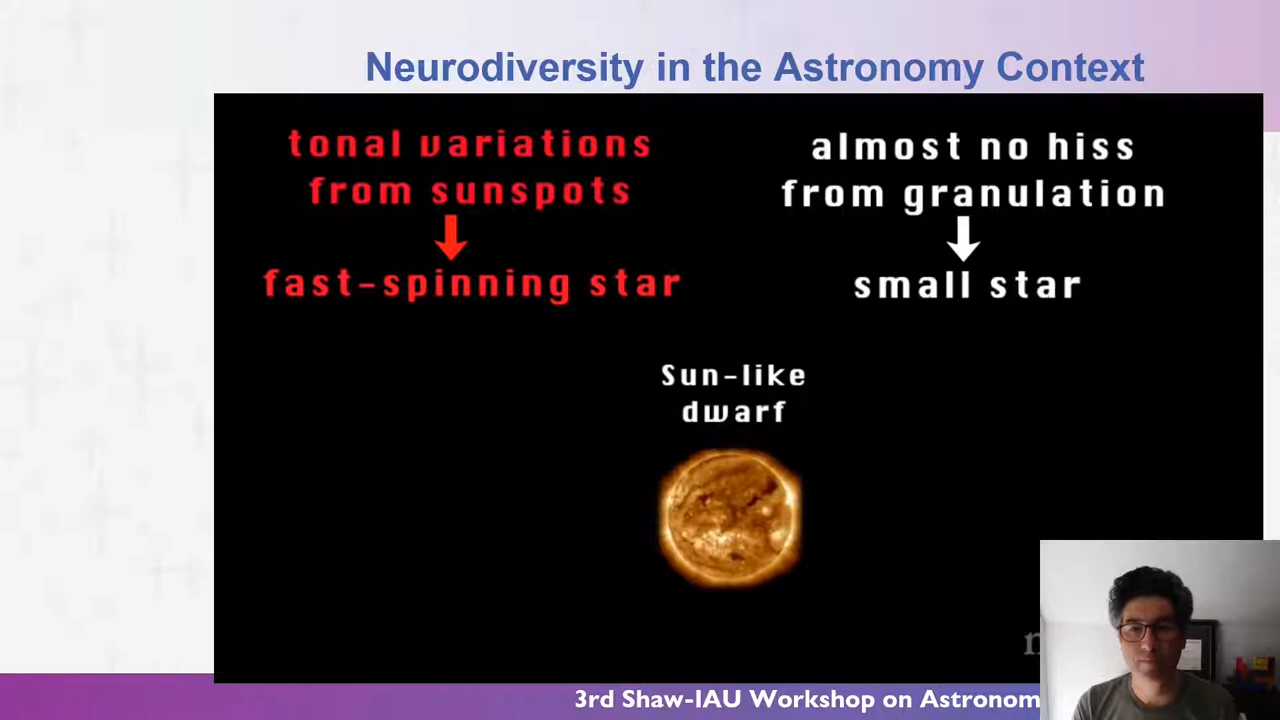 Neurodiversity in the Astronomy Context
tonal variations
from sunspots
fast-spinning star
almost no hiss
from granulation
small star
Sun-like
dwarf
3rd Shaw-IAU Workshop on